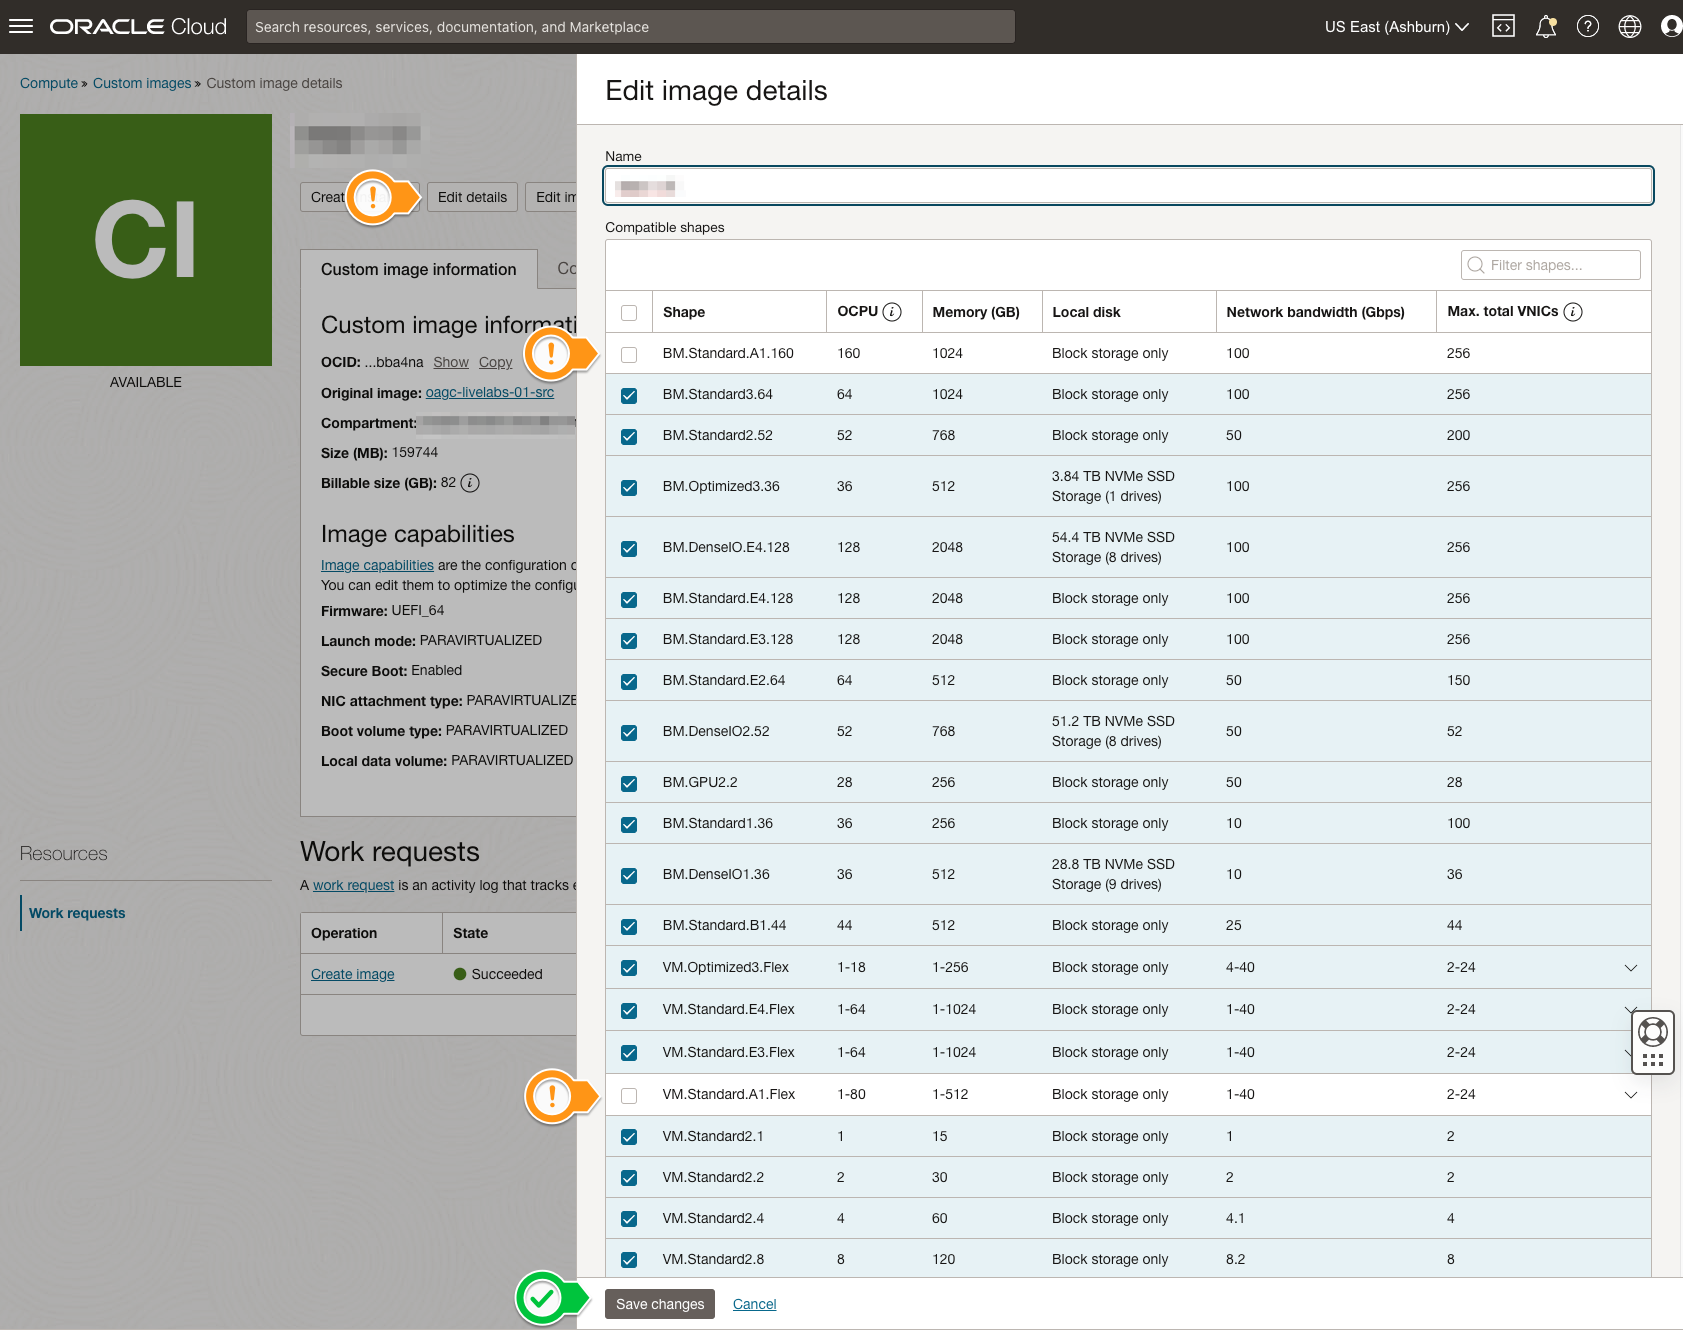 ORACLE Cloud
Search resources, services, documentation, and Marketplace
US East (Ashburn)
Compute » Custom images » Custom image details
CI
AVAILABLE
Edit details
Custom image information
Custom image
OCID: ...bba4na Show Copy
Original image: oagc-livelabs-01-src
Compartment:
Size (MB): 159744
Billable size (GB): 82
Image capabilities
Image capabilities are the configuration
You can edit them to optimize the
Firmware: UEFI_64
Launch mode: PARAVIRTUALIZED
Secure Boot: Enabled
NIC attachment type: PARAVIRTUALIZE
Boot volume type: PARAVIRTUALIZED
Local data volume: PARAVIRTUALIZED
Resources
Work requests
Work requests
A work request is an activity log that tracks
Operation State
Create image Succeeded
Edit image details
Name
Compatible shapes
Filter shapes...
Shape OCPU Memory (GB) Local disk Network bandwidth (Gbps) Max. total VNICs
BM.Standard.A1.160 160 1024 Block storage only 100 256
BM.Standard3.64 64 1024 Block storage only 100 256
BM.Standard2.52 52 768 Block storage only 50 200
BM.Optimized3.36 36 512 3.84 TB NVMe SSD 100 256
Storage (1 drives)
BM.DenseIO.E4.128 128 2048 54.4 TB NVMe SSD 100 256
Storage (8 drives)
BM.Standard.E4.128 128 2048 Block storage only 100 256
BM.Standard.E3.128 128 2048 Block storage only 100 256
BM.Standard.E2.64 64 512 Block storage only 50 150
BM.DenseIO2.52 52 768 51.2 TB NVMe SSD 50 52
Storage (8 drives)
BM.GPU2.2 28 256 Block storage only 50 28
BM.Standard1.36 36 256 Block storage only 10 100
BM.DenseIO1.36 36 512 28.8 TB NVMe SSD 10 36
Storage (9 drives)
BM.Standard.B1.44 44 512 Block storage only 25 44
VM.Optimized3.Flex 1-18 1-256 Block storage only 4-40 2-24
VM.Standard.E4.Flex 1-64 1-1024 Block storage only 1-40 2-24
VM.Standard.E3.Flex 1-64 1-1024 Block storage only 1-40 2-24
VM.Standard.A1.Flex 1-80 1-512 Block storage only 1-40 2-24
VM.Standard2.1 1 15 Block storage only 1 2
VM.Standard2.2 2 30 Block storage only 2 2
VM.Standard2.4 4 60 Block storage only 4.1 4
VM.Standard2.8 8 120 Block storage only 8.2 8
Save changes Cancel